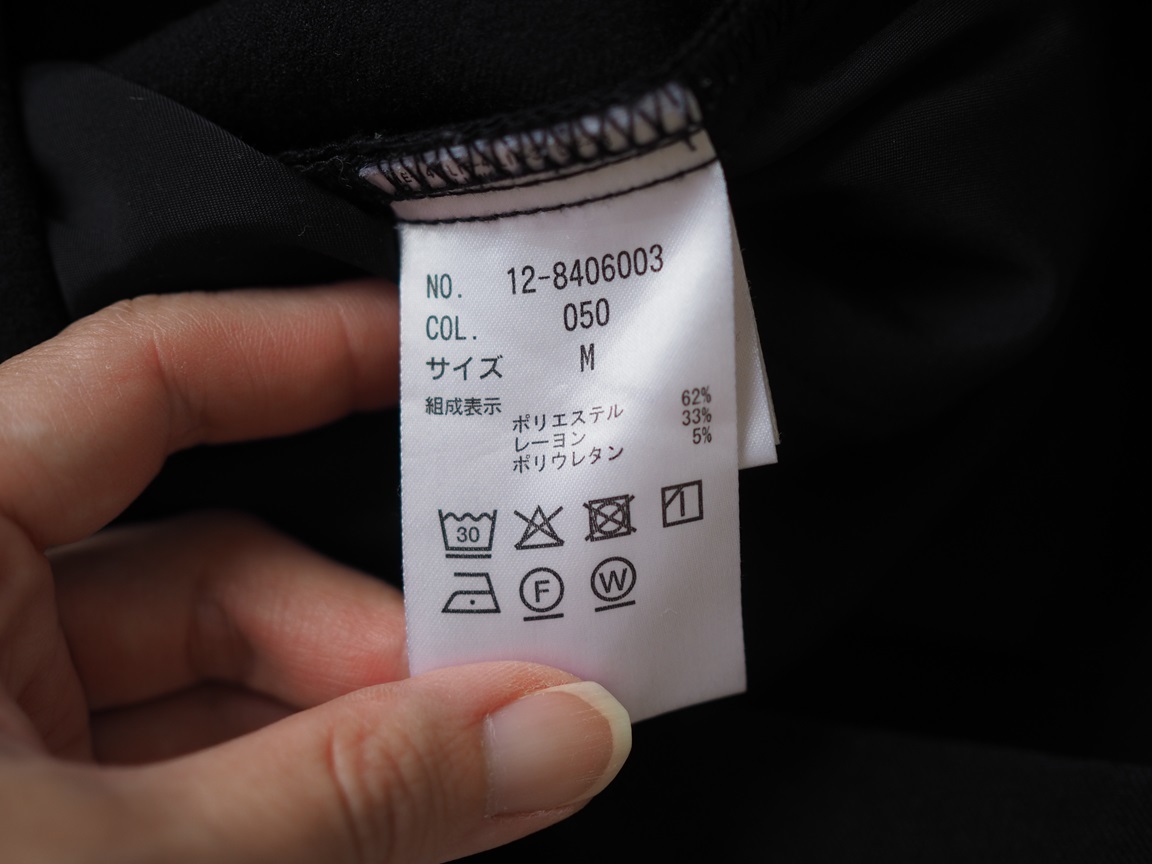 NO. 12-8406003
COL. 050
サイズ M
組成表示
ポリエステル 62%
レーヨン 33%
ポリウレタン 5%
30
F W